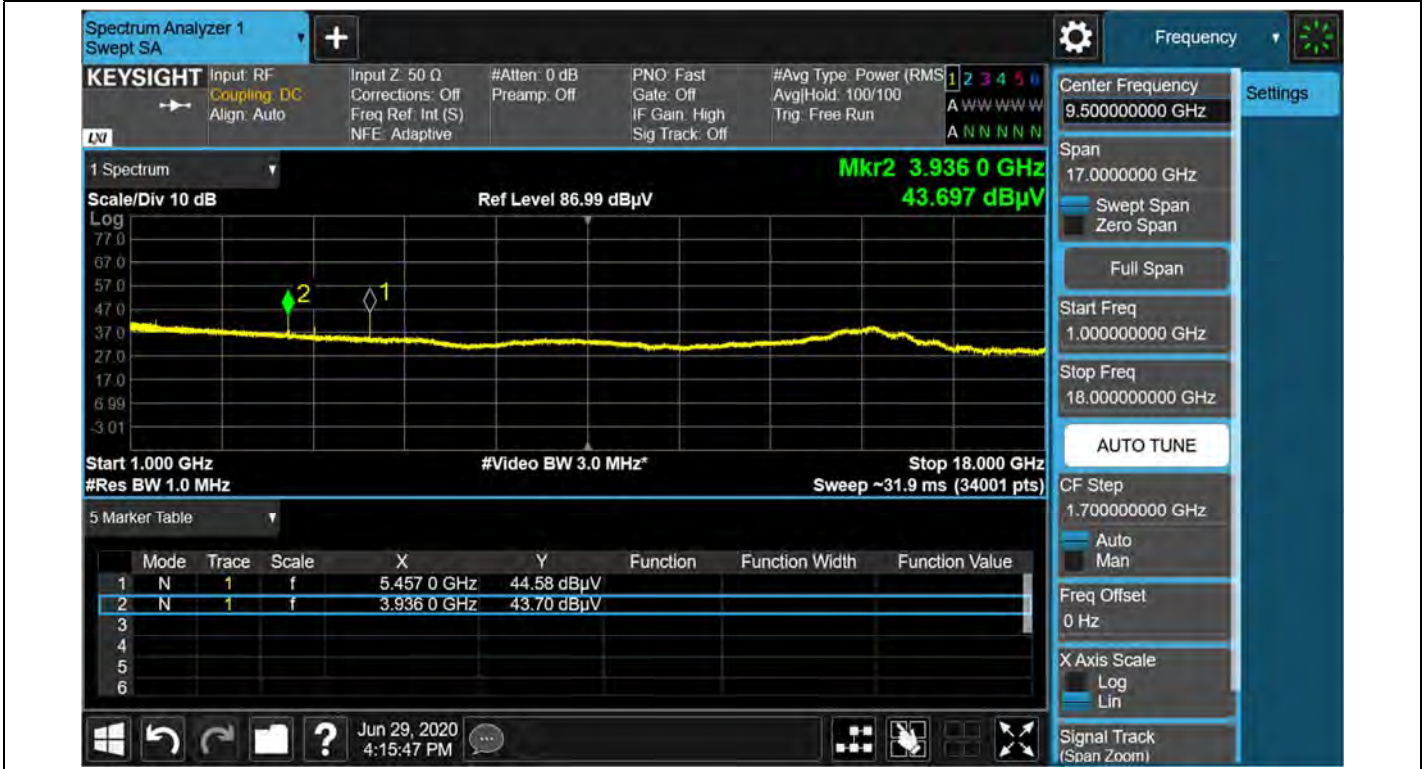 Spectrum Analyzer 1
Swept SA
+
Frequency
KEYSIGHT
LXI
Input: RF
Coupling: DC
Align: Auto
Input Z: 50 Ω
Corrections: Off
Freq Ref: Int (S)
NFE: Adaptive
#Atten: 0 dB
Preamp: Off
PNO: Fast
Gate: Off
IF Gain: High
Sig Track: Off
#Avg Type: Power (RMS
Avg|Hold: 100/100
Trig: Free Run
1 2 3 4 5 6
A W W W W W
A N N N N N
Center Frequency
9.500000000 GHz
Settings
1 Spectrum
Mkr2 3.936 0 GHz
Scale/Div 10 dB
Ref Level 86.99 dBµV
43.697 dBµV
Log
77.0
67.0
57.0
47.0
37.0
27.0
17.0
6.99
-3.01
2
1
Start 1.000 GHz
#Video BW 3.0 MHz*
Stop 18.000 GHz
#Res BW 1.0 MHz
Sweep ~31.9 ms (34001 pts)
Span
17.0000000 GHz
Swept Span
Zero Span
Full Span
Start Freq
1.000000000 GHz
Stop Freq
18.000000000 GHz
AUTO TUNE
CF Step
1.700000000 GHz
Auto
Man
Freq Offset
0 Hz
X Axis Scale
Log
Lin
Signal Track
(Span Zoom)
5 Marker Table
Mode Trace Scale X Y Function Function Width Function Value
1 N 1 f 5.457 0 GHz 44.58 dBµV
2 N 1 f 3.936 0 GHz 43.70 dBµV
3
4
5
6
?
Jun 29, 2020
4:15:47 PM